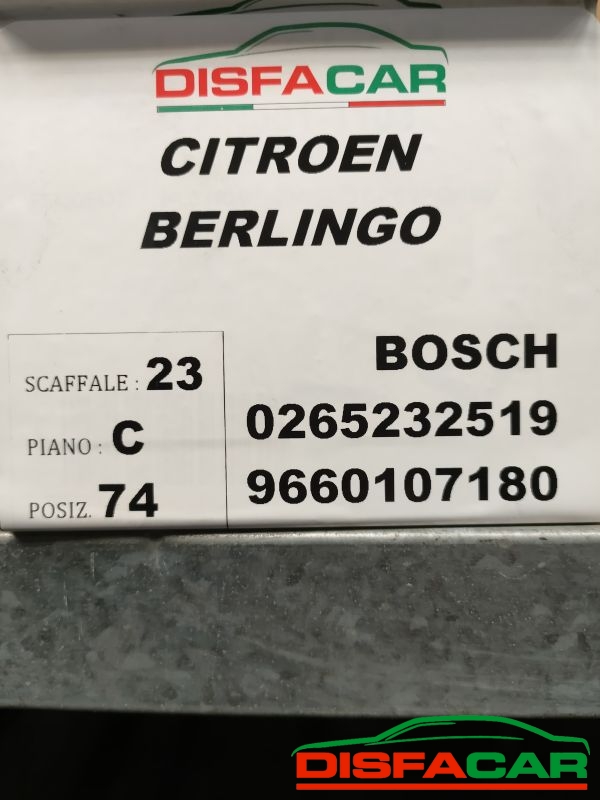 DISFACAR
CITROEN
BERLINGO
SCAFFALE : 23
PIANO : C
POSIZ. 74
BOSCH
0265232519
9660107180
DISFACAR